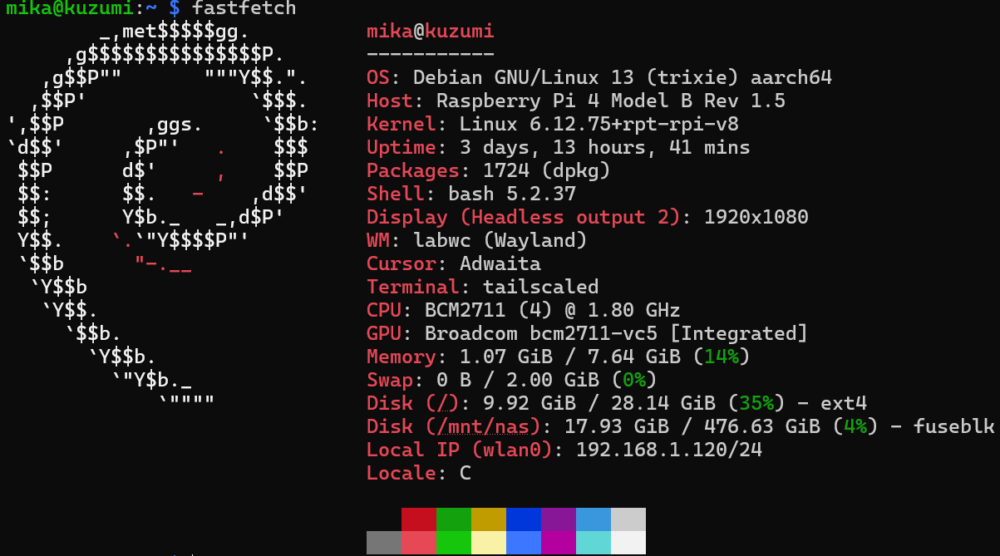 mika@kuzumi:~ $ fastfetch
       _,met$$$$$gg.
    ,g$$$$$$$$$$$$$$$P.
  ,g$$P""       """Y$$.".
 ,$$P'              `$$$.
',$$P       ,ggs.     `$$b:
`d$$'     ,$P"'   .    $$$
 $$P      d$'     ,    $$P
 $$:      $$.   -    ,d$$'
 $$;      Y$b._   _,d$P'
 Y$$.    `.`"Y$$$$P"'
 `$$b      "-.__
  `Y$$b
   `Y$$.
     `$$b.
       `Y$$b.
         `"Y$b._
             `""""
mika@kuzumi
-----------
OS: Debian GNU/Linux 13 (trixie) aarch64
Host: Raspberry Pi 4 Model B Rev 1.5
Kernel: Linux 6.12.75+rpt-rpi-v8
Uptime: 3 days, 13 hours, 41 mins
Packages: 1724 (dpkg)
Shell: bash 5.2.37
Display (Headless output 2): 1920x1080
WM: labwc (Wayland)
Cursor: Adwaita
Terminal: tailscaled
CPU: BCM2711 (4) @ 1.80 GHz
GPU: Broadcom bcm2711-vc5 [Integrated]
Memory: 1.07 GiB / 7.64 GiB (14%)
Swap: 0 B / 2.00 GiB (0%)
Disk (/): 9.92 GiB / 28.14 GiB (35%) - ext4
Disk (/mnt/nas): 17.93 GiB / 476.63 GiB (4%) - fuseblk
Local IP (wlan0): 192.168.1.120/24
Locale: C